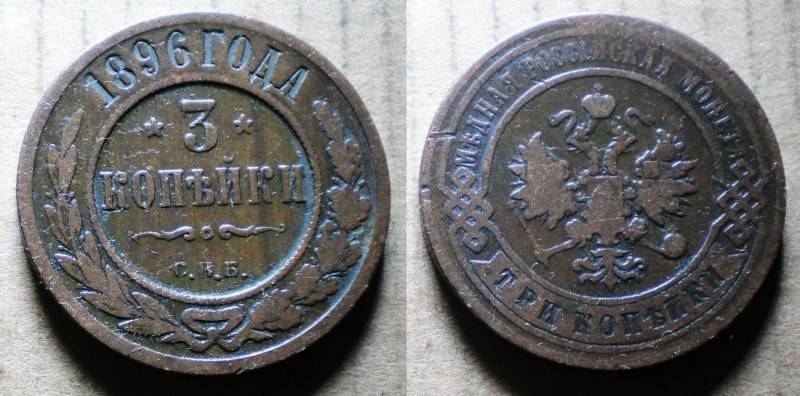 1896 ГОДА
3
КОПѢЙКИ
С.П.Б.
МѢДНАЯ РОССІЙСКАЯ МОНЕТА
ТРИ КОПѢЙКИ